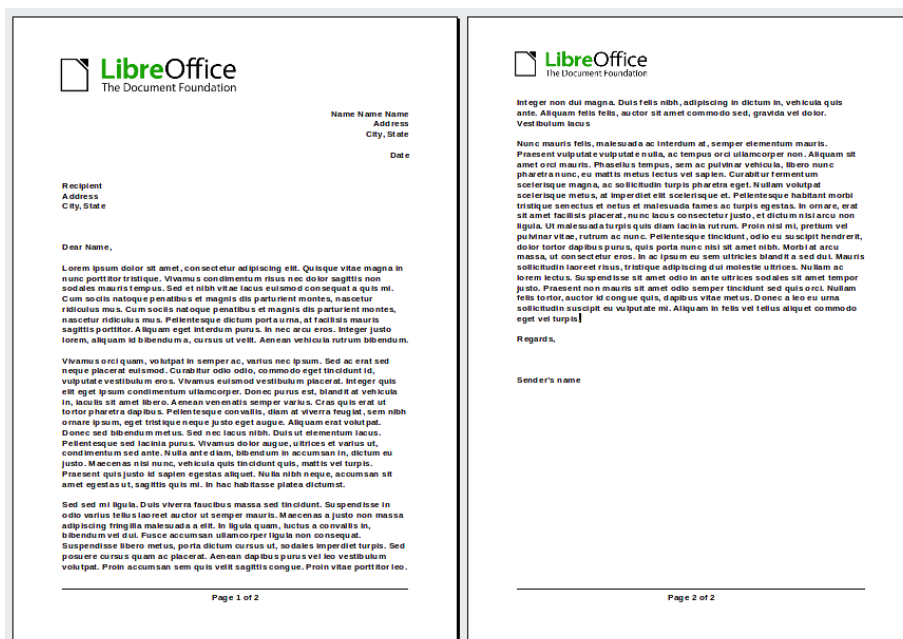 LibreOffice
The Document Foundation
Name Name Name
Address
City, State
Date
Recipient
Address
City, State
Dear Name,
Lorem ipsum dolor sit amet, consectetur adipiscing elit. Quisque vitae magna in
nunc porttitor tristique. Vivamus condimentum risus nec dolor sagittis non
sodales mauris tempus. Sed et nibh vitae lacus euismod consequat a quis mi.
Cum sociis natoque penatibus et magnis dis parturient montes, nascetur
ridiculus mus. Cum sociis natoque penatibus et magnis dis parturient montes,
nascetur ridiculus mus. Pellentesque dictum porta urna, at facilisis mauris
sagittis porttitor. Aliquam eget interdum purus. In nec arcu eros. Integer justo
lorem, aliquam id bibendum a, cursus ut velit. Aenean vehicula rutrum bibendum.
Vivamus orci quam, volutpat in semper ac, varius nec ipsum. Sed ac erat sed
neque placerat euismod. Curabitur odio odio, commodo eget tincidunt id,
vulputate vestibulum eros. Vivamus euismod vestibulum placerat. Integer quis
elit eget ipsum condimentum ullamcorper. Donec purus est, blandit at vehicula
in, iaculis sit amet libero. Aenean venenatis semper varius. Cras quis erat ut
tortor pharetra dapibus. Pellentesque convallis, diam at viverra feugiat, sem nibh
ornare ipsum, eget tristique neque justo eget augue. Aliquam erat volutpat.
Donec sed bibendum metus. Sed nec lacus nibh. Duis ut elementum lacus.
Pellentesque sed lacinia purus. Vivamus dolor augue, ultrices et varius ut,
condimentum sed ante. Nulla ante diam, bibendum in accumsan in, dictum eu
justo. Maecenas nisl nunc, vehicula quis tincidunt quis, mattis vel turpis.
Praesent quis justo id sapien egestas aliquet. Nulla nibh neque, accumsan sit
amet egestas ut, sagittis quis mi. In hac habitasse platea dictumst.
Sed sed mi ligula. Duis viverra faucibus massa sed tincidunt. Suspendisse in
odio varius tellus laoreet auctor ut semper mauris. Maecenas a justo non massa
adipiscing fringilla malesuada a elit. In ligula quam, luctus a convallis in,
bibendum vel dui. Fusce accumsan ullamcorper ligula non consequat.
Suspendisse libero metus, porta dictum cursus ut, sodales imperdiet turpis. Sed
posuere cursus quam ac placerat. Aenean dapibus purus vel leo vestibulum
volutpat. Proin accumsan sem quis velit sagittis congue. Proin vitae porttitor leo.
Page 1 of 2
LibreOffice
The Document Foundation
Integer non dui magna. Duis felis nibh, adipiscing in dictum in, vehicula quis
ante. Aliquam felis felis, auctor sit amet commodo sed, gravida vel dolor.
Vestibulum lacus
Nunc mauris felis, malesuada ac interdum at, semper elementum mauris.
Praesent vulputate vulputate nulla, ac tempus orci ullamcorper non. Aliquam sit
amet orci mauris. Phasellus tempus, sem ac pulvinar vehicula, libero nunc
pharetra nunc, eu mattis metus lectus vel sapien. Curabitur fermentum
scelerisque magna, ac sollicitudin turpis pharetra eget. Nullam volutpat
scelerisque metus, at imperdiet elit scelerisque et. Pellentesque habitant morbi
tristique senectus et netus et malesuada fames ac turpis egestas. In ornare, erat
sit amet facilisis placerat, nunc lacus consectetur justo, et dictum nisi arcu non
ligula. Ut malesuada turpis quis diam lacinia rutrum. Proin nisl mi, pretium vel
pulvinar vitae, rutrum ac nunc. Pellentesque tincidunt, odio eu suscipit hendrerit,
dolor tortor dapibus purus, quis porta nunc nisl sit amet nibh. Morbi at arcu
massa, ut consectetur eros. In ac ipsum eu sem ultricies blandit a sed dui. Mauris
sollicitudin laoreet risus, tristique adipiscing dui molestie ultrices. Nullam ac
lorem lectus. Suspendisse sit amet odio in ante ultrices sodales sit amet tempor
justo. Praesent non mauris sit amet odio semper tincidunt sed quis orci. Nullam
felis tortor, auctor id congue quis, dapibus vitae metus. Donec a leo eu urna
sollicitudin suscipit eu vulputate mi. Aliquam in felis vel tellus aliquet commodo
eget vel turpis.
Regards,
Sender's name
Page 2 of 2